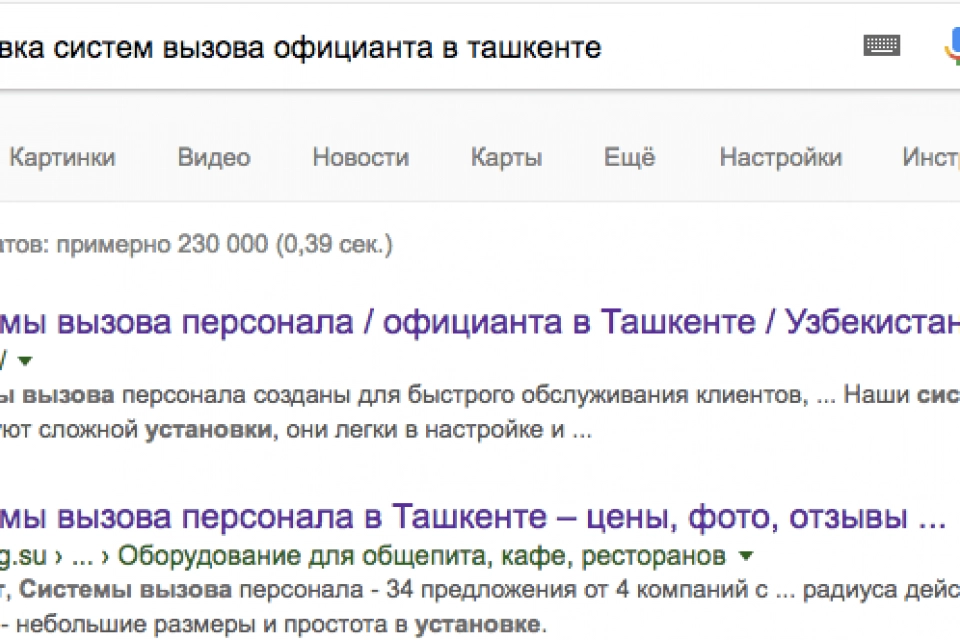 вка систем вызова официанта в ташкенте
Картинки Видео Новости Карты Ещё Настройки Инст
атов: примерно 230 000 (0,39 сек.)
мы вызова персонала / официанта в Ташкенте / Узбекистан
/
ы вызова персонала созданы для быстрого обслуживания клиентов, ... Наши сис
уют сложной установки, они легки в настройке и ...
мы вызова персонала в Ташкенте – цены, фото, отзывы ...
g.su › ... › Оборудование для общепита, кафе, ресторанов
т, Системы вызова персонала - 34 предложения от 4 компаний с ... радиуса дейс
- небольшие размеры и простота в установке.